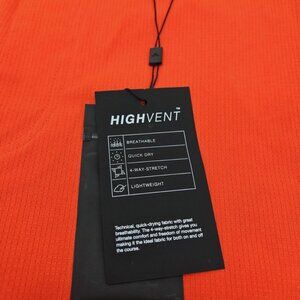 HIGHVENT™
BREATHABLE
QUICK DRY
4-WAY-STRETCH
LIGHTWEIGHT
Technical, quick-drying fabric with great
breathability. The 4-way-stretch gives you
ultimate comfort and freedom of movement
making it the ideal fabric for both on and off
the course.